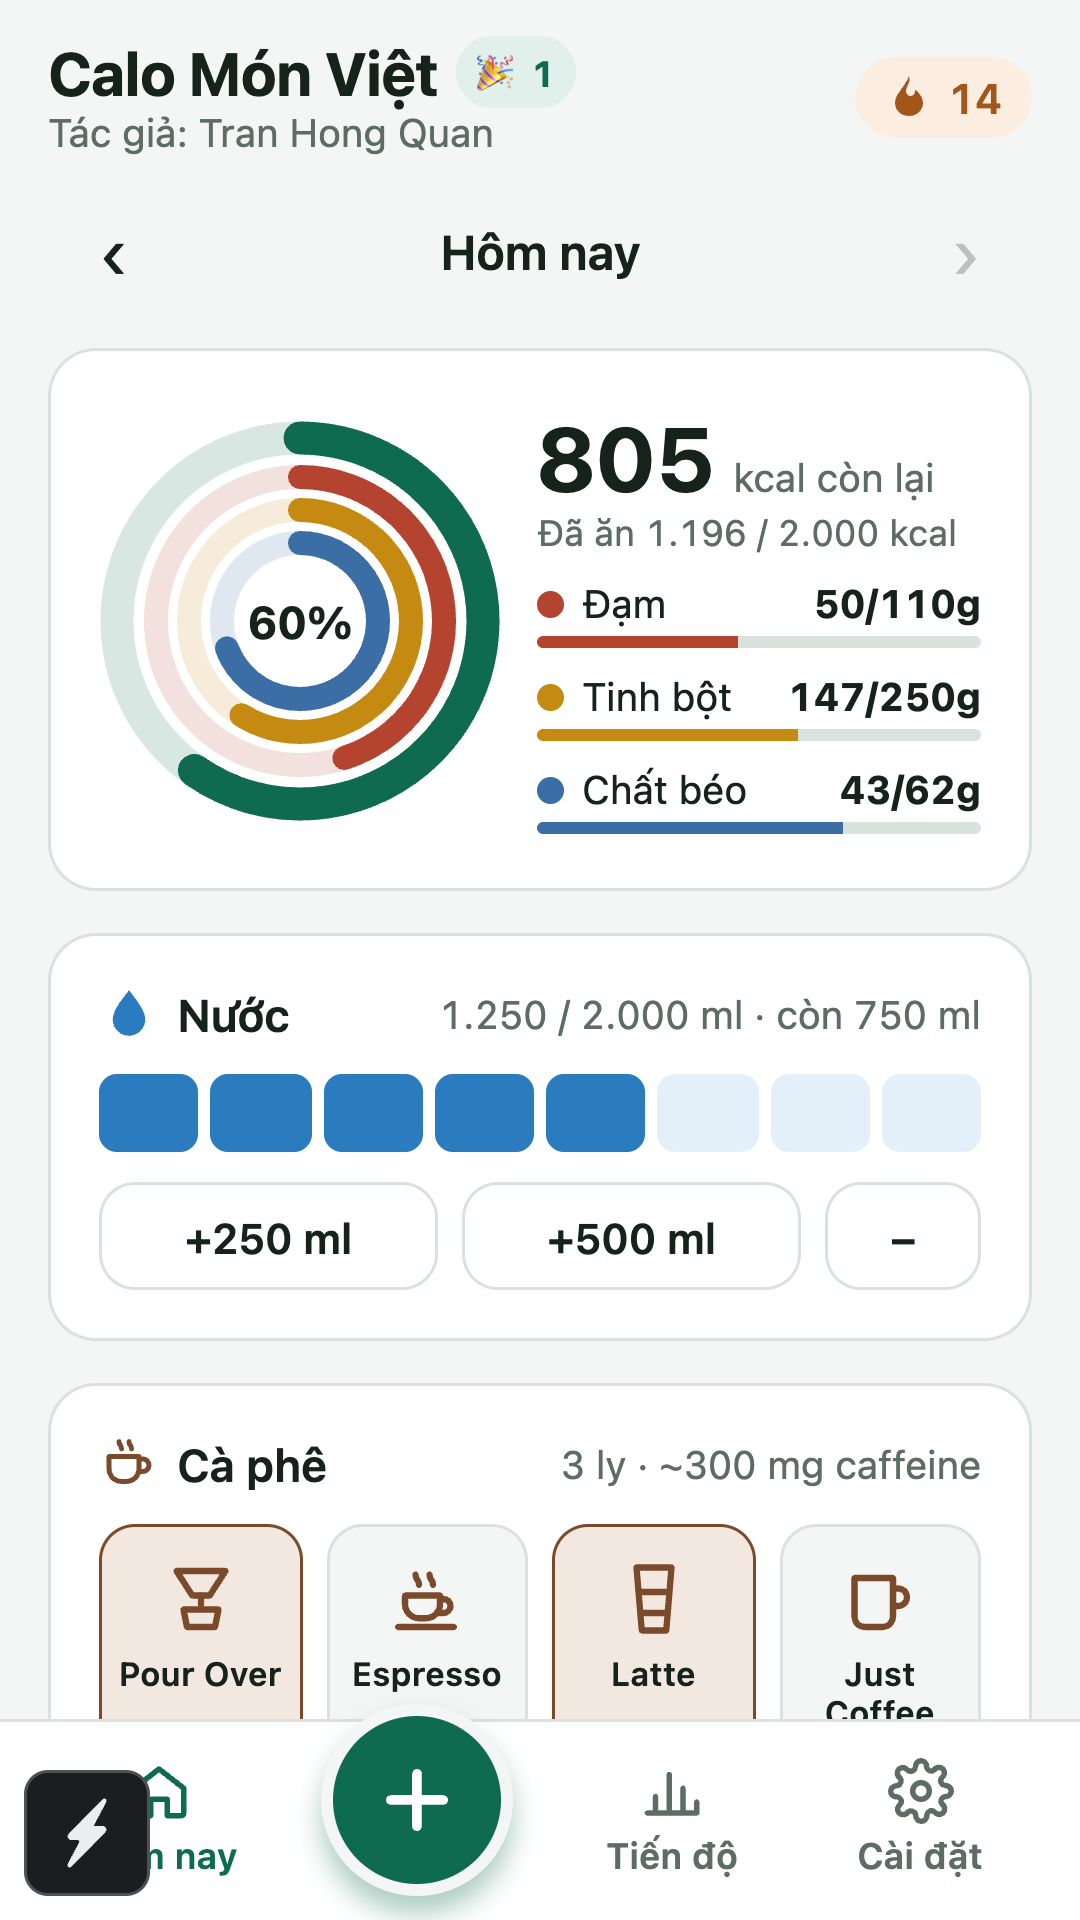 Calo Món Việt 🎉 1
Tác giả: Tran Hong Quan
14
Hôm nay
60%
805 kcal còn lại
Đã ăn 1.196 / 2.000 kcal
Đạm 50/110g
Tinh bột 147/250g
Chất béo 43/62g
Nước 1.250 / 2.000 ml · còn 750 ml
+250 ml +500 ml –
Cà phê 3 ly · ~300 mg caffeine
Pour Over Espresso Latte Just
Coffee
nay Tiến độ Cài đặt